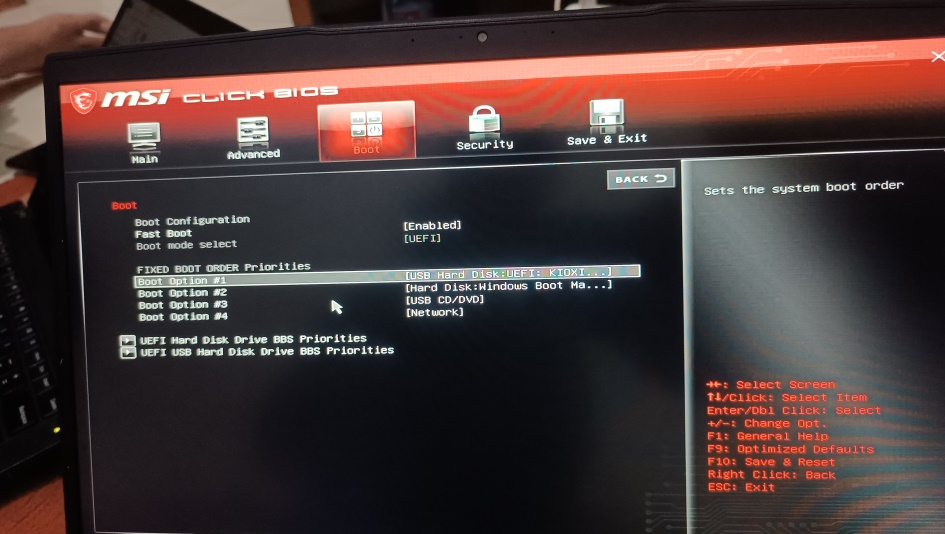 msi CLICK BIOS
Main
Advanced
Boot
Security
Save & Exit
BACK
Sets the system boot order
Boot
Boot Configuration
Fast Boot [Enabled]
Boot mode select [UEFI]
FIXED BOOT ORDER Priorities
Boot Option #1 [USB Hard Disk:UEFI: KIOXI...]
Boot Option #2 [Hard Disk:Windows Boot Ma...]
Boot Option #3 [USB CD/DVD]
Boot Option #4 [Network]
UEFI Hard Disk Drive BBS Priorities
UEFI USB Hard Disk Drive BBS Priorities
→←: Select Screen
↑↓/Click: Select Item
Enter/Dbl Click: Select
+/-: Change Opt.
F1: General Help
F9: Optimized Defaults
F10: Save & Reset
Right Click: Back
ESC: Exit